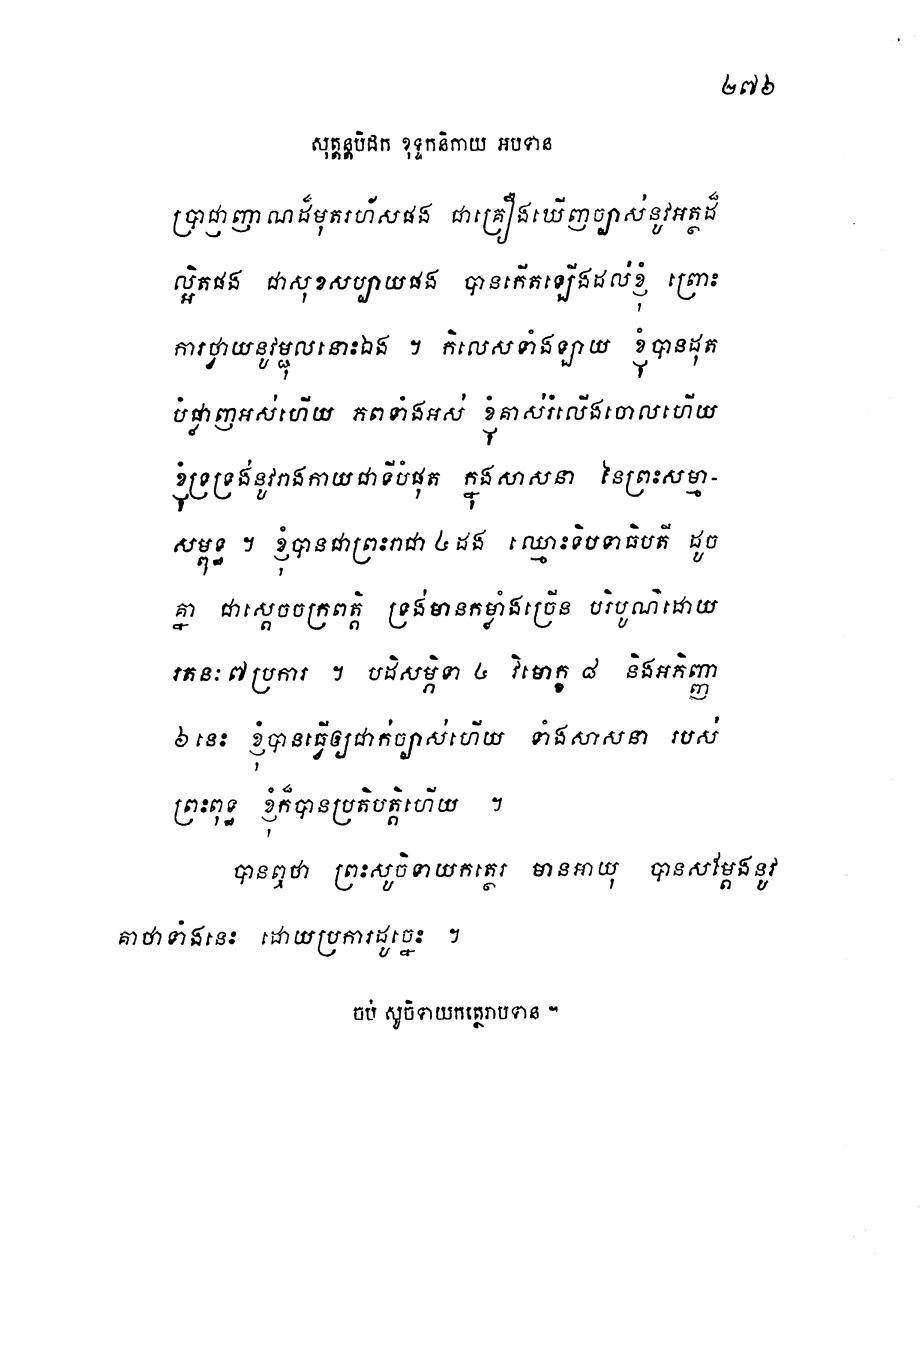 ២៧៦
សុត្តន្តបិដក ខុទ្ទកនិកាយ អបទាន
ប្រាជ្ញាញាណដ៏មុតរហ័សផង ជាគ្រឿងឃើញច្បាស់នូវអត្ថដ៏
ល្អិតផង ជាសុខសប្បាយផង បានកើតឡើងដល់ខ្ញុំ ព្រោះ
ការថ្វាយនូវម្ជុលនោះឯង ។ កិលេសទាំងឡាយ ខ្ញុំបានដុត
បំផ្លាញអស់ហើយ ភពទាំងអស់ ខ្ញុំគាស់រំលើងចោលហើយ
ខ្ញុំទ្រទ្រង់នូវរាងកាយជាទីបំផុត ក្នុងសាសនា នៃព្រះសម្មា-
សម្ពុទ្ធ ។ ខ្ញុំបានជាព្រះរាជា ៤ ដង ឈ្មោះទិបទាធិបតី ដូច
គ្នា ជាស្តេចចក្រពត្តិ ទ្រង់មានកម្លាំងច្រើន បរិបូណ៌ដោយ
រតនៈ ៧ ប្រការ ។ បដិសម្ភិទា ៤ វិមោក្ខ ៨ និងអភិញ្ញា
៦ នេះ ខ្ញុំបានធ្វើឲ្យជាក់ច្បាស់ហើយ ទាំងសាសនា របស់
ព្រះពុទ្ធ ខ្ញុំក៏បានប្រតិបត្តិហើយ ។
បានឮថា ព្រះសូចិទាយកត្ថេរ មានអាយុ បានសម្តែងនូវ
គាថាទាំងនេះ ដោយប្រការដូច្នេះ ។
ចប់ សូចិទាយកត្ថេរាបទាន ។